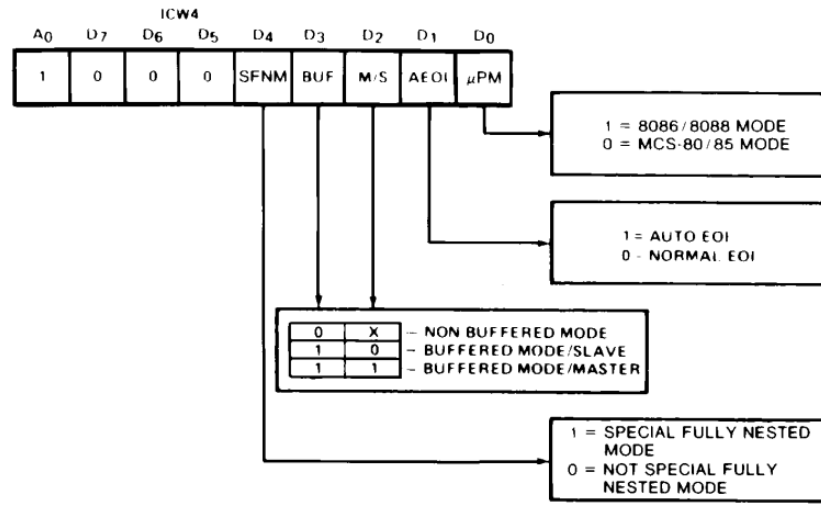 ICW4
A0 D7 D6 D5 D4 D3 D2 D1 D0
1 0 0 0 SFNM BUF M/S AEOI μPM
1 = 8086/8088 MODE
0 = MCS-80/85 MODE
1 = AUTO EOI
0 - NORMAL EOI
0 X - NON BUFFERED MODE
1 0 - BUFFERED MODE/SLAVE
1 1 - BUFFERED MODE/MASTER
1 = SPECIAL FULLY NESTED
MODE
0 = NOT SPECIAL FULLY
NESTED MODE